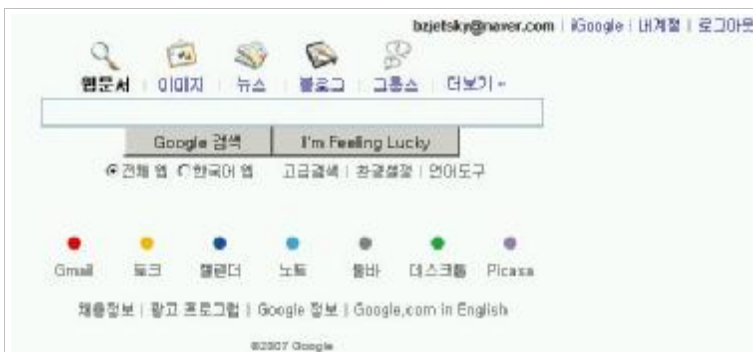 bzjetsky@naver.com | iGoogle | 내계정 | 로그아웃
웹문서 이미지 뉴스 블로그 그룹스 더보기
Google 검색 I'm Feeling Lucky
전체 웹 한국어 웹 고급검색 | 환경설정 | 언어도구
Gmail 토크 캘린더 노트 툴바 데스크톱 Picasa
채용정보 | 광고 프로그램 | Google 정보 | Google.com in English
©2007 Google